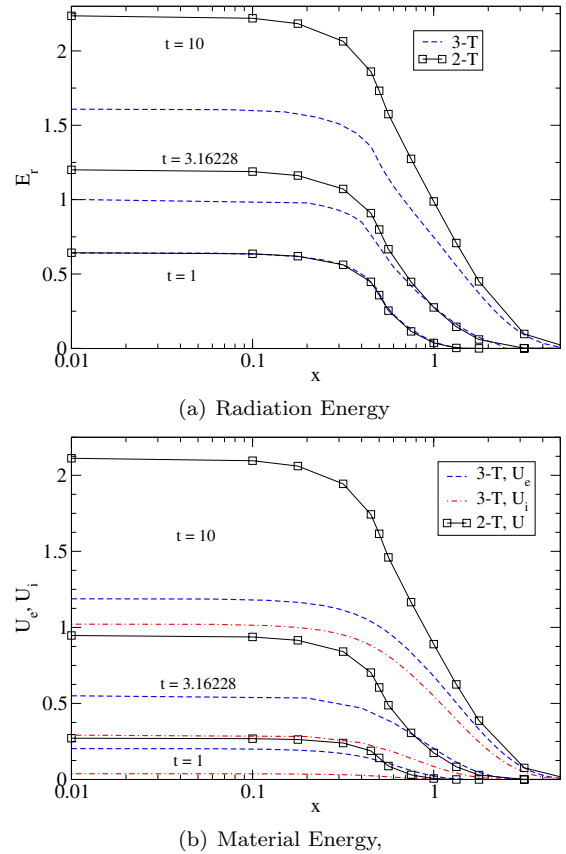 2
1.5
1
0.5
0
E_r
t = 10
t = 3.16228
t = 1
3-T
2-T
0.01
0.1
1
x
(a) Radiation Energy
2
1.5
1
0.5
0
U_e, U_i
t = 10
t = 3.16228
t = 1
3-T, U_e
3-T, U_i
2-T, U
0.01
0.1
1
x
(b) Material Energy,